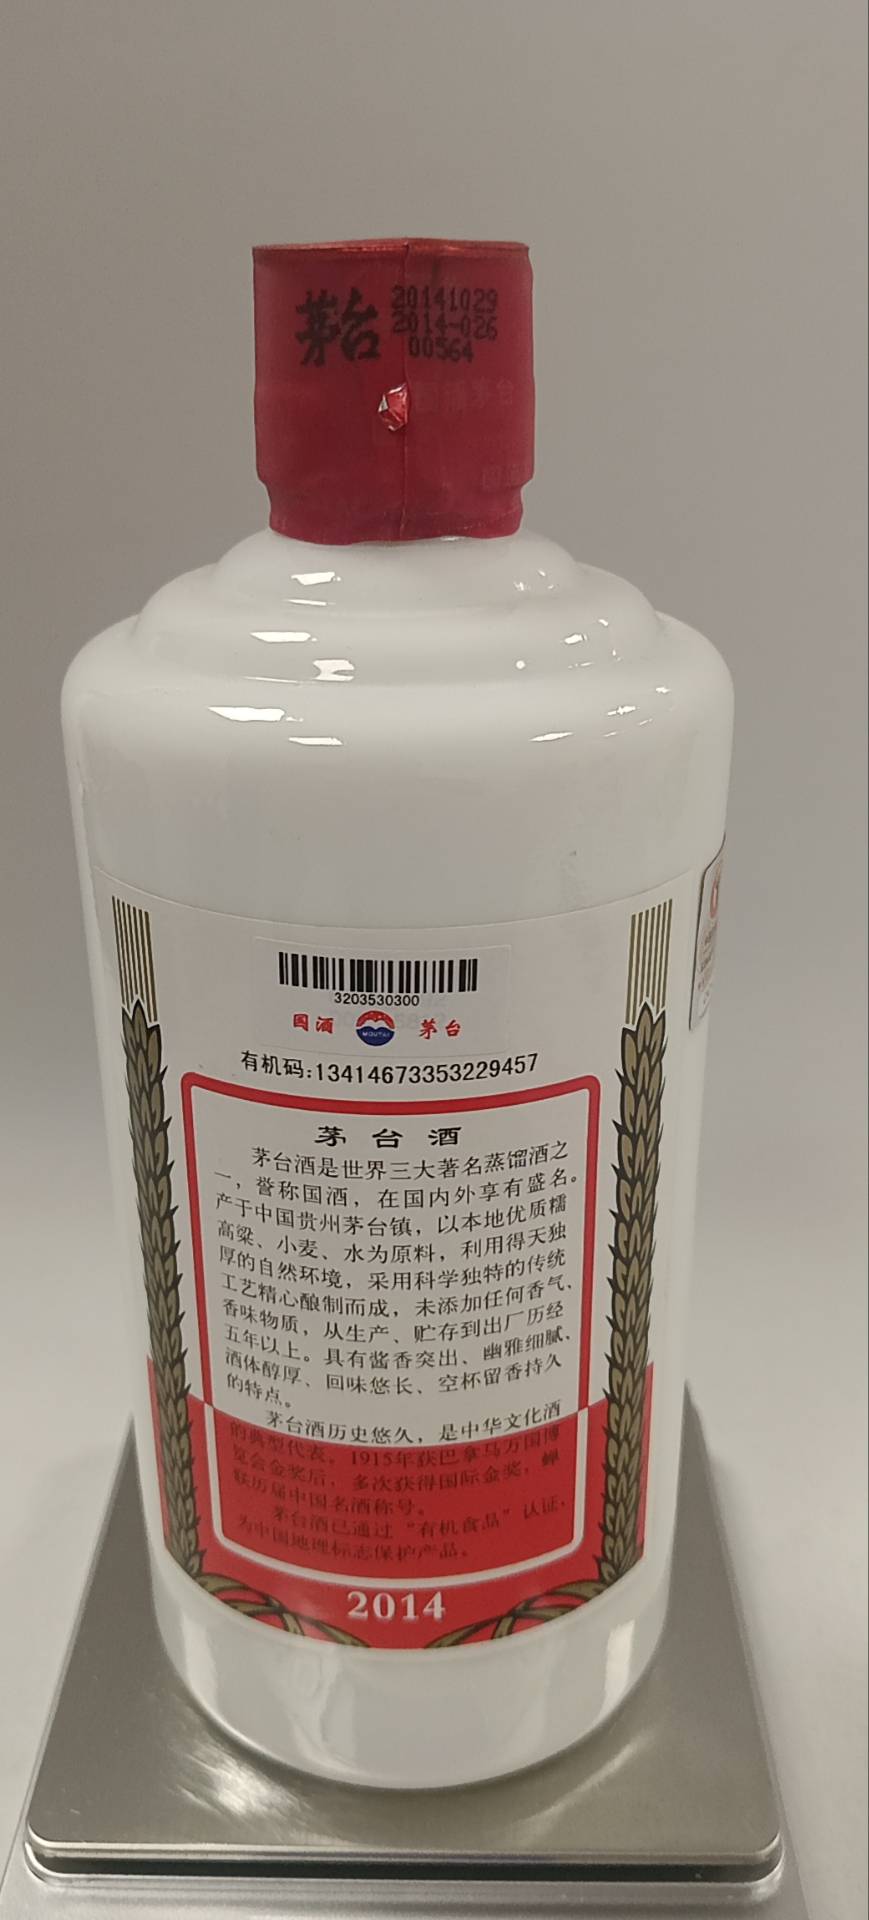 茅台
20141029
2014-026
00564
3203530300
国酒 MOUTAI 茅台
有机码:13414673353229457
茅台酒
茅台酒是世界三大著名蒸馏酒之
一，誉称国酒，在国内外享有盛名。
产于中国贵州茅台镇，以本地优质糯
高粱、小麦、水为原料，利用得天独
厚的自然环境，采用科学独特的传统
工艺精心酿制而成，未添加任何香气、
香味物质，从生产、贮存到出厂历经
五年以上。具有酱香突出、幽雅细腻、
酒体醇厚、回味悠长、空杯留香持久
的特点。
茅台酒历史悠久，是中华文化酒
的典型代表。1915年获巴拿马万国博
览会金奖后，多次获得国际金奖，蝉
联历届中国名酒称号。
茅台酒已通过“有机食品”认证，
为中国地理标志保护产品。
2014